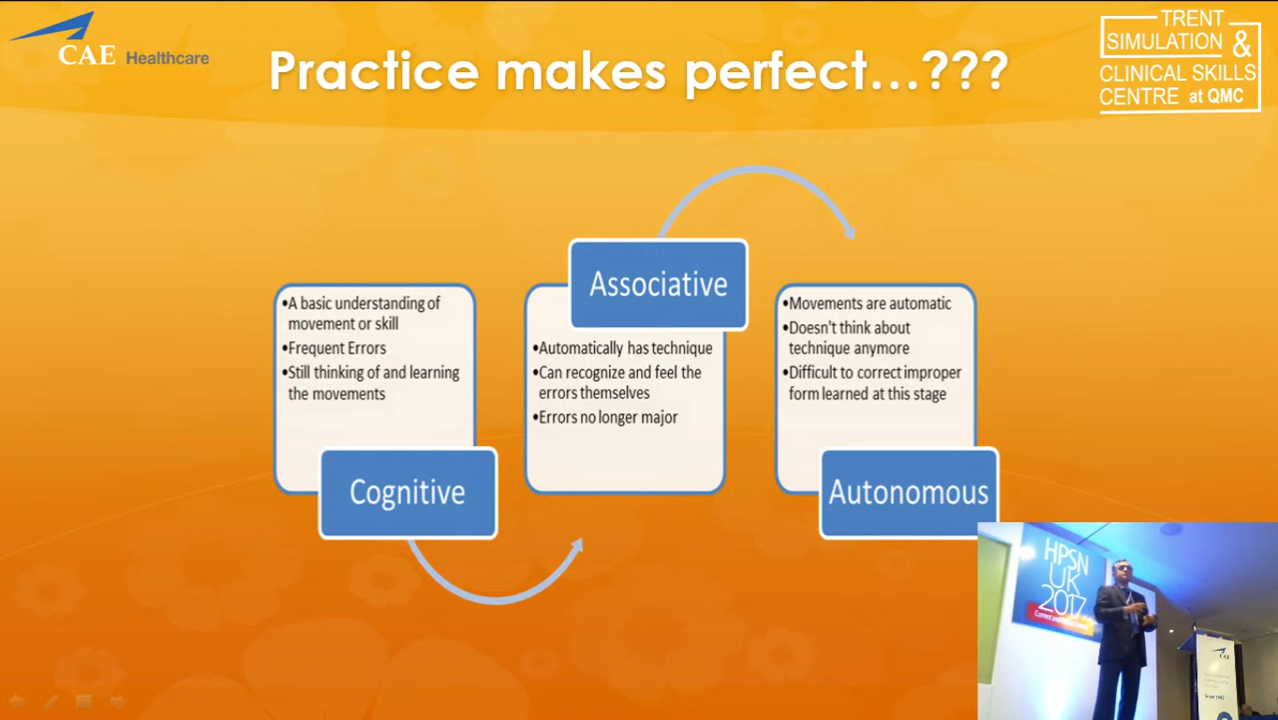 CAE Healthcare
Practice makes perfect...???
TRENT
SIMULATION &
CLINICAL SKILLS
CENTRE at QMC
•A basic understanding of
movement or skill
•Frequent Errors
•Still thinking of and learning
the movements
Cognitive
Associative
•Automatically has technique
•Can recognize and feel the
errors themselves
•Errors no longer major
•Movements are automatic
•Doesn't think about
technique anymore
•Difficult to correct improper
form learned at this stage
Autonomous
HPSN
UK
2017
CAE